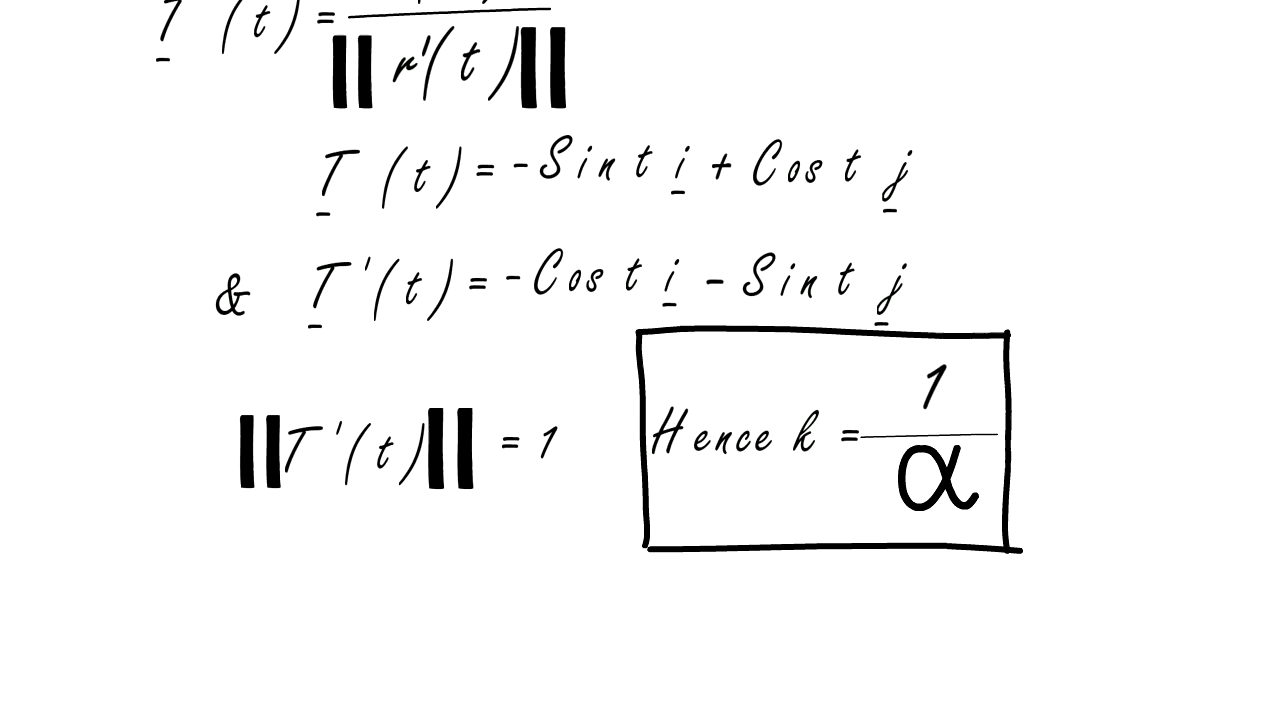 T (t) =
|| r'(t) ||
T (t) = - Sin t i + Cos t j
& T '(t) = - Cos t i - Sin t j
|| T '(t) || = 1
Hence k = 1/α